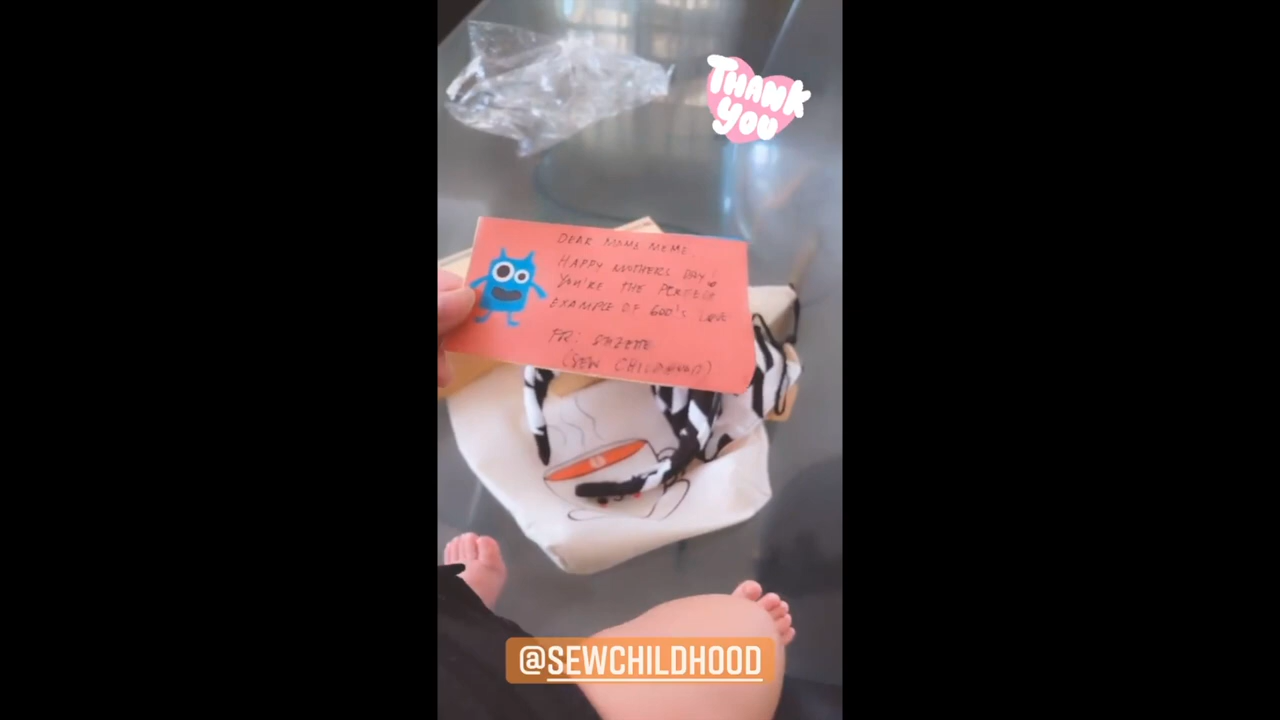 THANK
YOU
DEAR MAMA MEME,
HAPPY MOTHERS DAY!
YOU'RE THE PERFECT
EXAMPLE OF GOD'S LOVE
FR:
(SEW CHILDHOOD)
@SEWCHILDHOOD